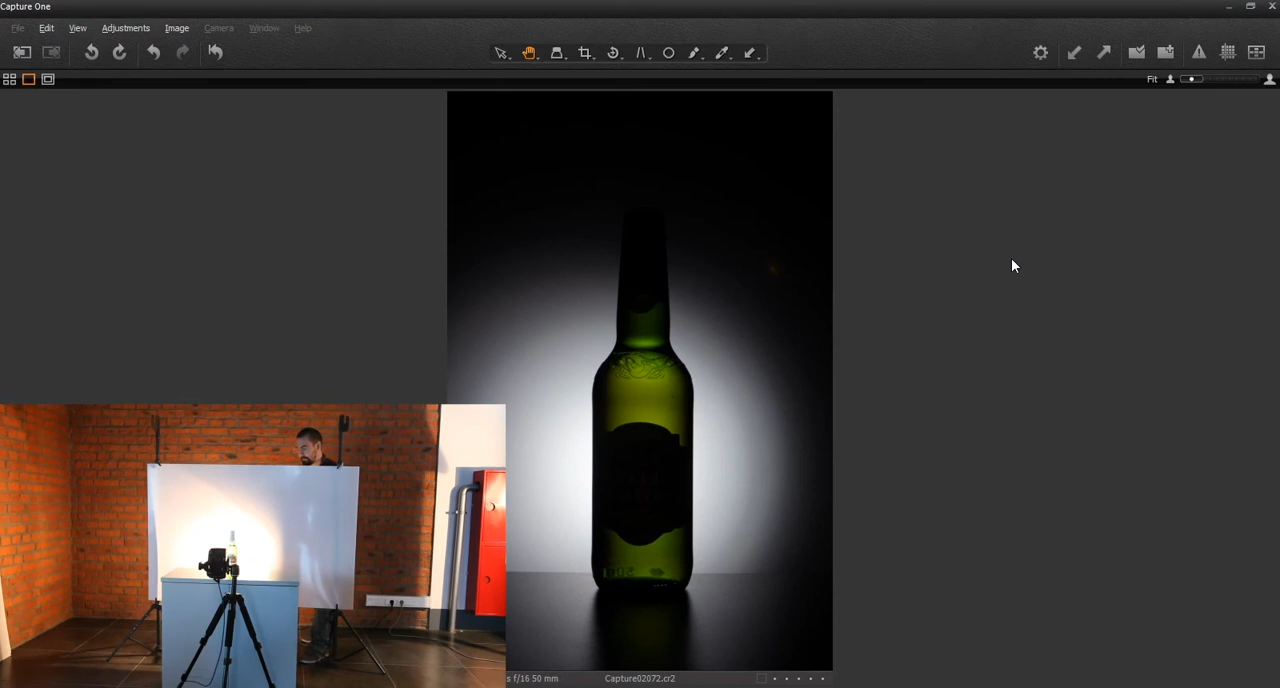 Capture One
File Edit View Adjustments Image Camera Window Help
Fit
s f/16 50 mm Capture02072.cr2